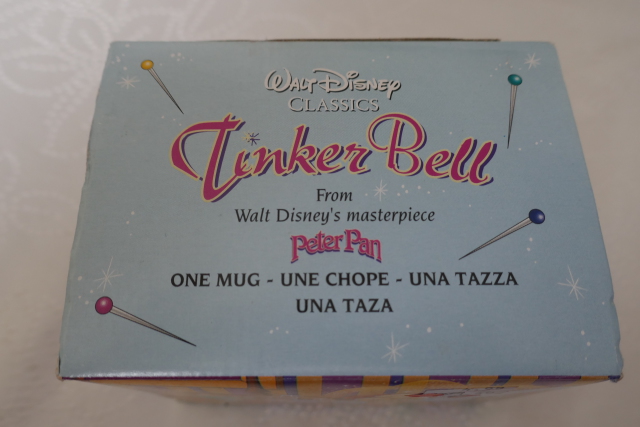 WALT DISNEY
CLASSICS
Tinker Bell
From
Walt Disney's masterpiece
Peter Pan
ONE MUG - UNE CHOPE - UNA TAZZA
UNA TAZA